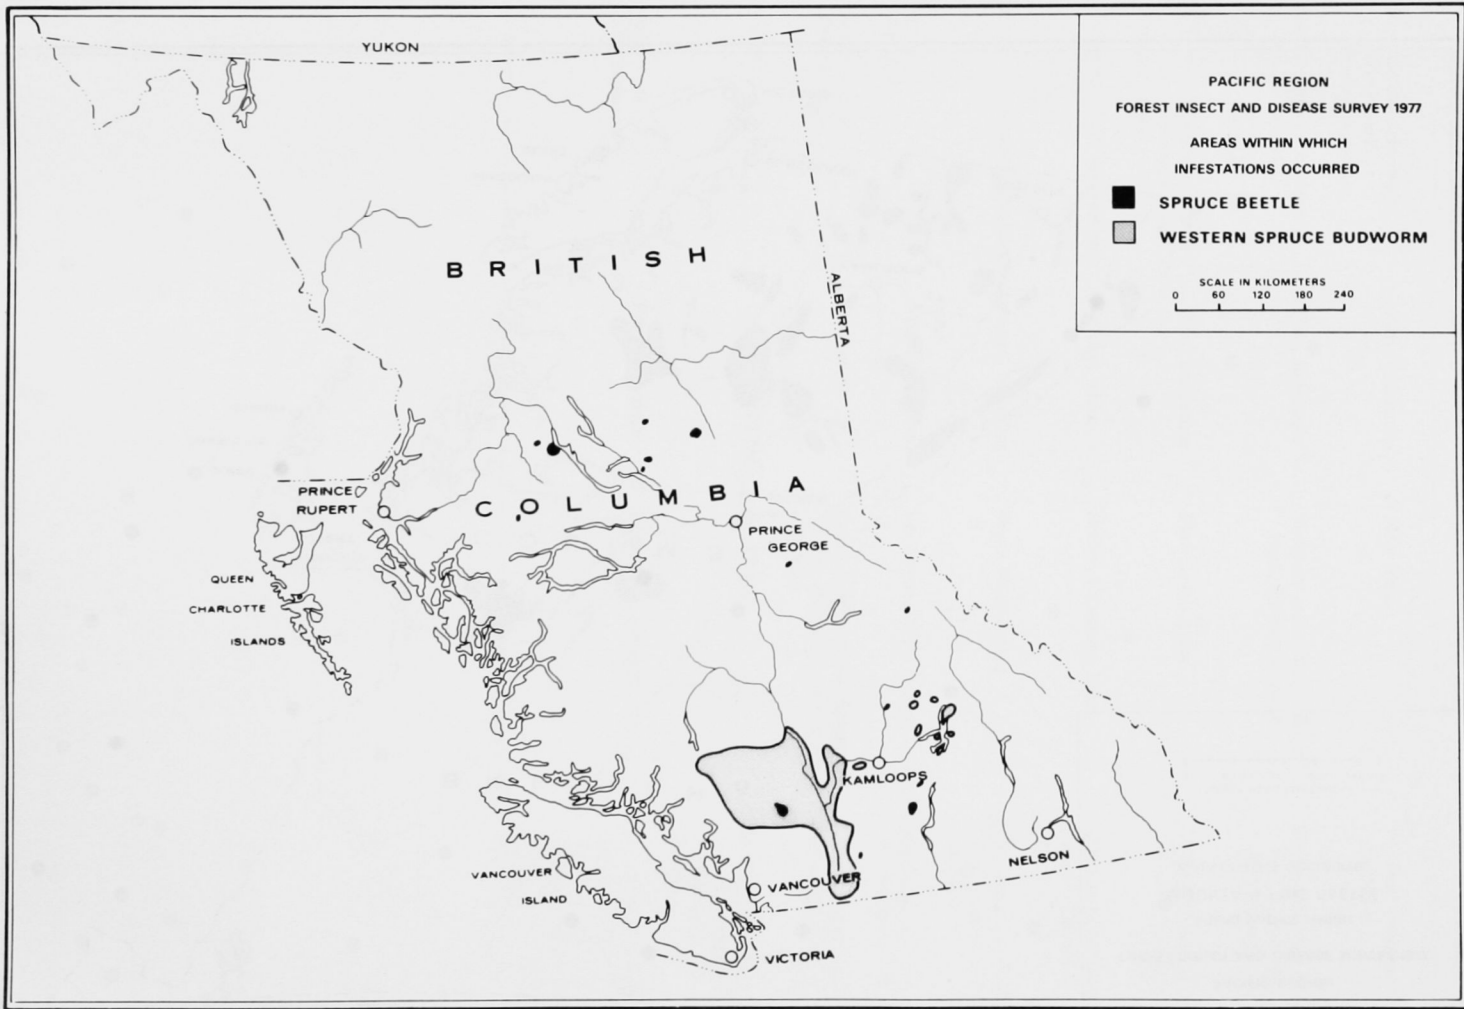 YUKON
PACIFIC REGION
FOREST INSECT AND DISEASE SURVEY 1977
AREAS WITHIN WHICH
INFESTATIONS OCCURRED
SPRUCE BEETLE
WESTERN SPRUCE BUDWORM
SCALE IN KILOMETERS
0 60 120 180 240
BRITISH
ALBERTA
COLUMBIA
PRINCE
RUPERT
PRINCE
GEORGE
QUEEN
CHARLOTTE
ISLANDS
KAMLOOPS
NELSON
VANCOUVER
ISLAND
VANCOUVER
VICTORIA